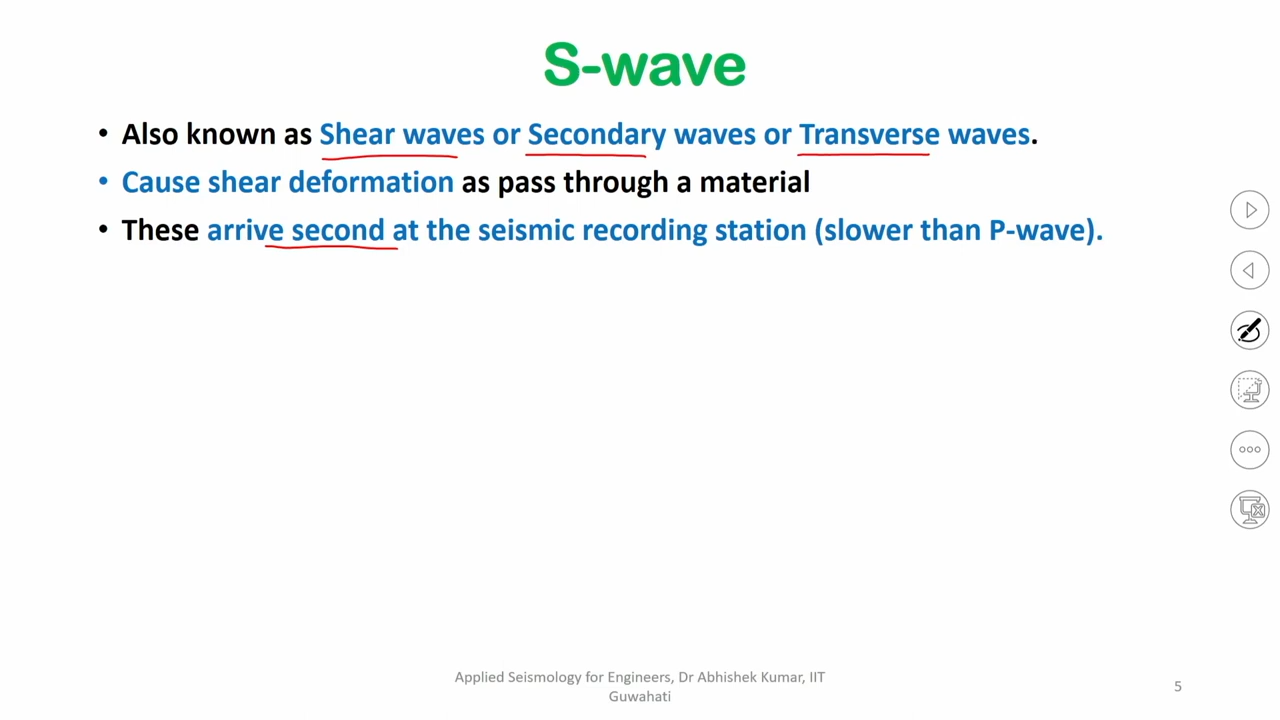 S-wave
• Also known as Shear waves or Secondary waves or Transverse waves.
• Cause shear deformation as pass through a material
• These arrive second at the seismic recording station (slower than P-wave).
Applied Seismology for Engineers, Dr Abhishek Kumar, IIT
Guwahati
5